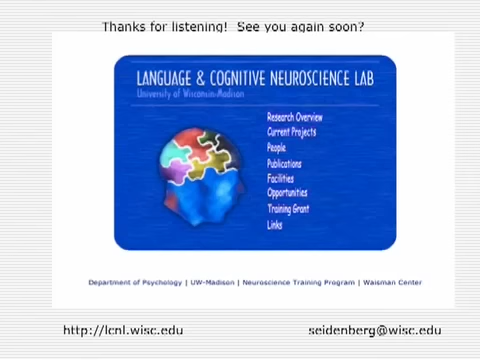 Thanks for listening!  See you again soon?
LANGUAGE & COGNITIVE NEUROSCIENCE LAB
University of Wisconsin-Madison
Research Overview
Current Projects
People
Publications
Facilities
Opportunities
Training Grant
Links
Department of Psychology | UW-Madison | Neuroscience Training Program | Waisman Center
http://lcnl.wisc.edu
seidenberg@wisc.edu